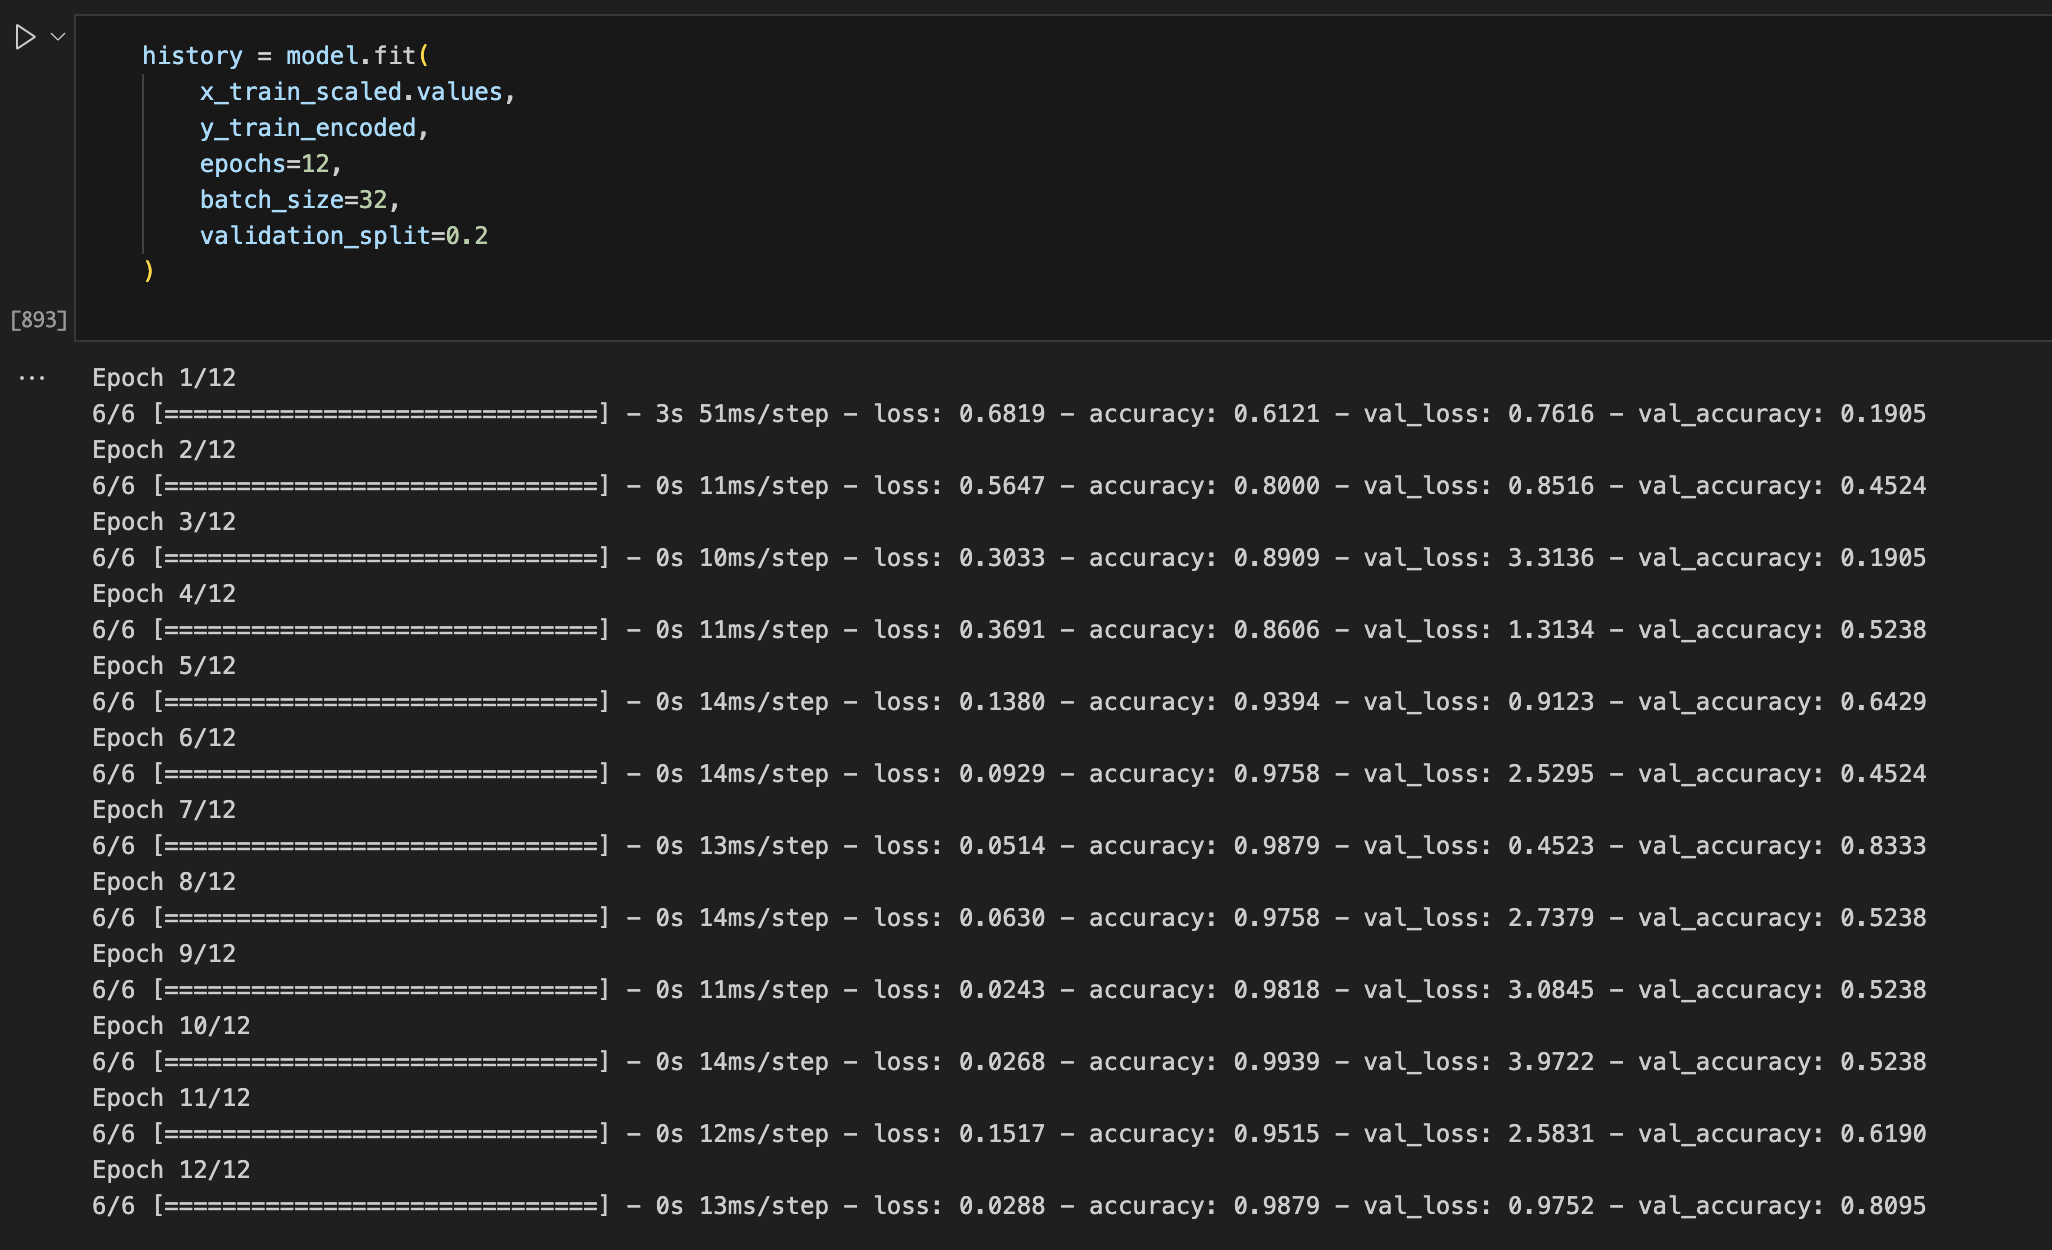 history = model.fit(
    x_train_scaled.values,
    y_train_encoded,
    epochs=12,
    batch_size=32,
    validation_split=0.2
)
[893]
...
Epoch 1/12
6/6 [==============================] - 3s 51ms/step - loss: 0.6819 - accuracy: 0.6121 - val_loss: 0.7616 - val_accuracy: 0.1905
Epoch 2/12
6/6 [==============================] - 0s 11ms/step - loss: 0.5647 - accuracy: 0.8000 - val_loss: 0.8516 - val_accuracy: 0.4524
Epoch 3/12
6/6 [==============================] - 0s 10ms/step - loss: 0.3033 - accuracy: 0.8909 - val_loss: 3.3136 - val_accuracy: 0.1905
Epoch 4/12
6/6 [==============================] - 0s 11ms/step - loss: 0.3691 - accuracy: 0.8606 - val_loss: 1.3134 - val_accuracy: 0.5238
Epoch 5/12
6/6 [==============================] - 0s 14ms/step - loss: 0.1380 - accuracy: 0.9394 - val_loss: 0.9123 - val_accuracy: 0.6429
Epoch 6/12
6/6 [==============================] - 0s 14ms/step - loss: 0.0929 - accuracy: 0.9758 - val_loss: 2.5295 - val_accuracy: 0.4524
Epoch 7/12
6/6 [==============================] - 0s 13ms/step - loss: 0.0514 - accuracy: 0.9879 - val_loss: 0.4523 - val_accuracy: 0.8333
Epoch 8/12
6/6 [==============================] - 0s 14ms/step - loss: 0.0630 - accuracy: 0.9758 - val_loss: 2.7379 - val_accuracy: 0.5238
Epoch 9/12
6/6 [==============================] - 0s 11ms/step - loss: 0.0243 - accuracy: 0.9818 - val_loss: 3.0845 - val_accuracy: 0.5238
Epoch 10/12
6/6 [==============================] - 0s 14ms/step - loss: 0.0268 - accuracy: 0.9939 - val_loss: 3.9722 - val_accuracy: 0.5238
Epoch 11/12
6/6 [==============================] - 0s 12ms/step - loss: 0.1517 - accuracy: 0.9515 - val_loss: 2.5831 - val_accuracy: 0.6190
Epoch 12/12
6/6 [==============================] - 0s 13ms/step - loss: 0.0288 - accuracy: 0.9879 - val_loss: 0.9752 - val_accuracy: 0.8095